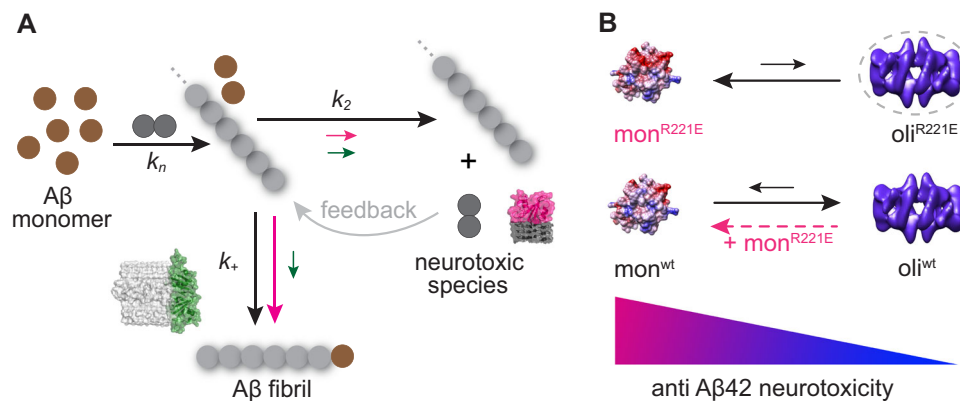 A
Aβ
monomer
kn
k2
+
feedback
neurotoxic
species
k+
Aβ fibril
B
monR221E
oliR221E
monwt
+ monR221E
oliwt
anti Aβ42 neurotoxicity